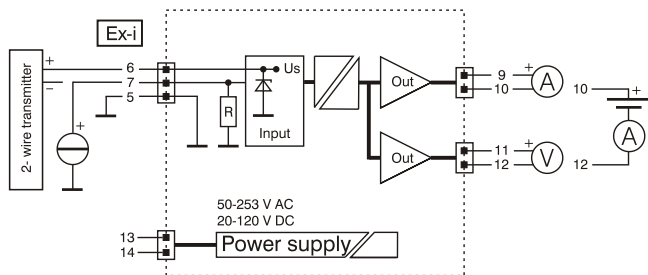 Ex-i
2- wire transmitter
+
−
6
7
5
+
Us
R
Input
Out
Out
9
10
+
A
11
12
+
V
10
+
A
12
50-253 V AC
20-120 V DC
Power supply
13
14